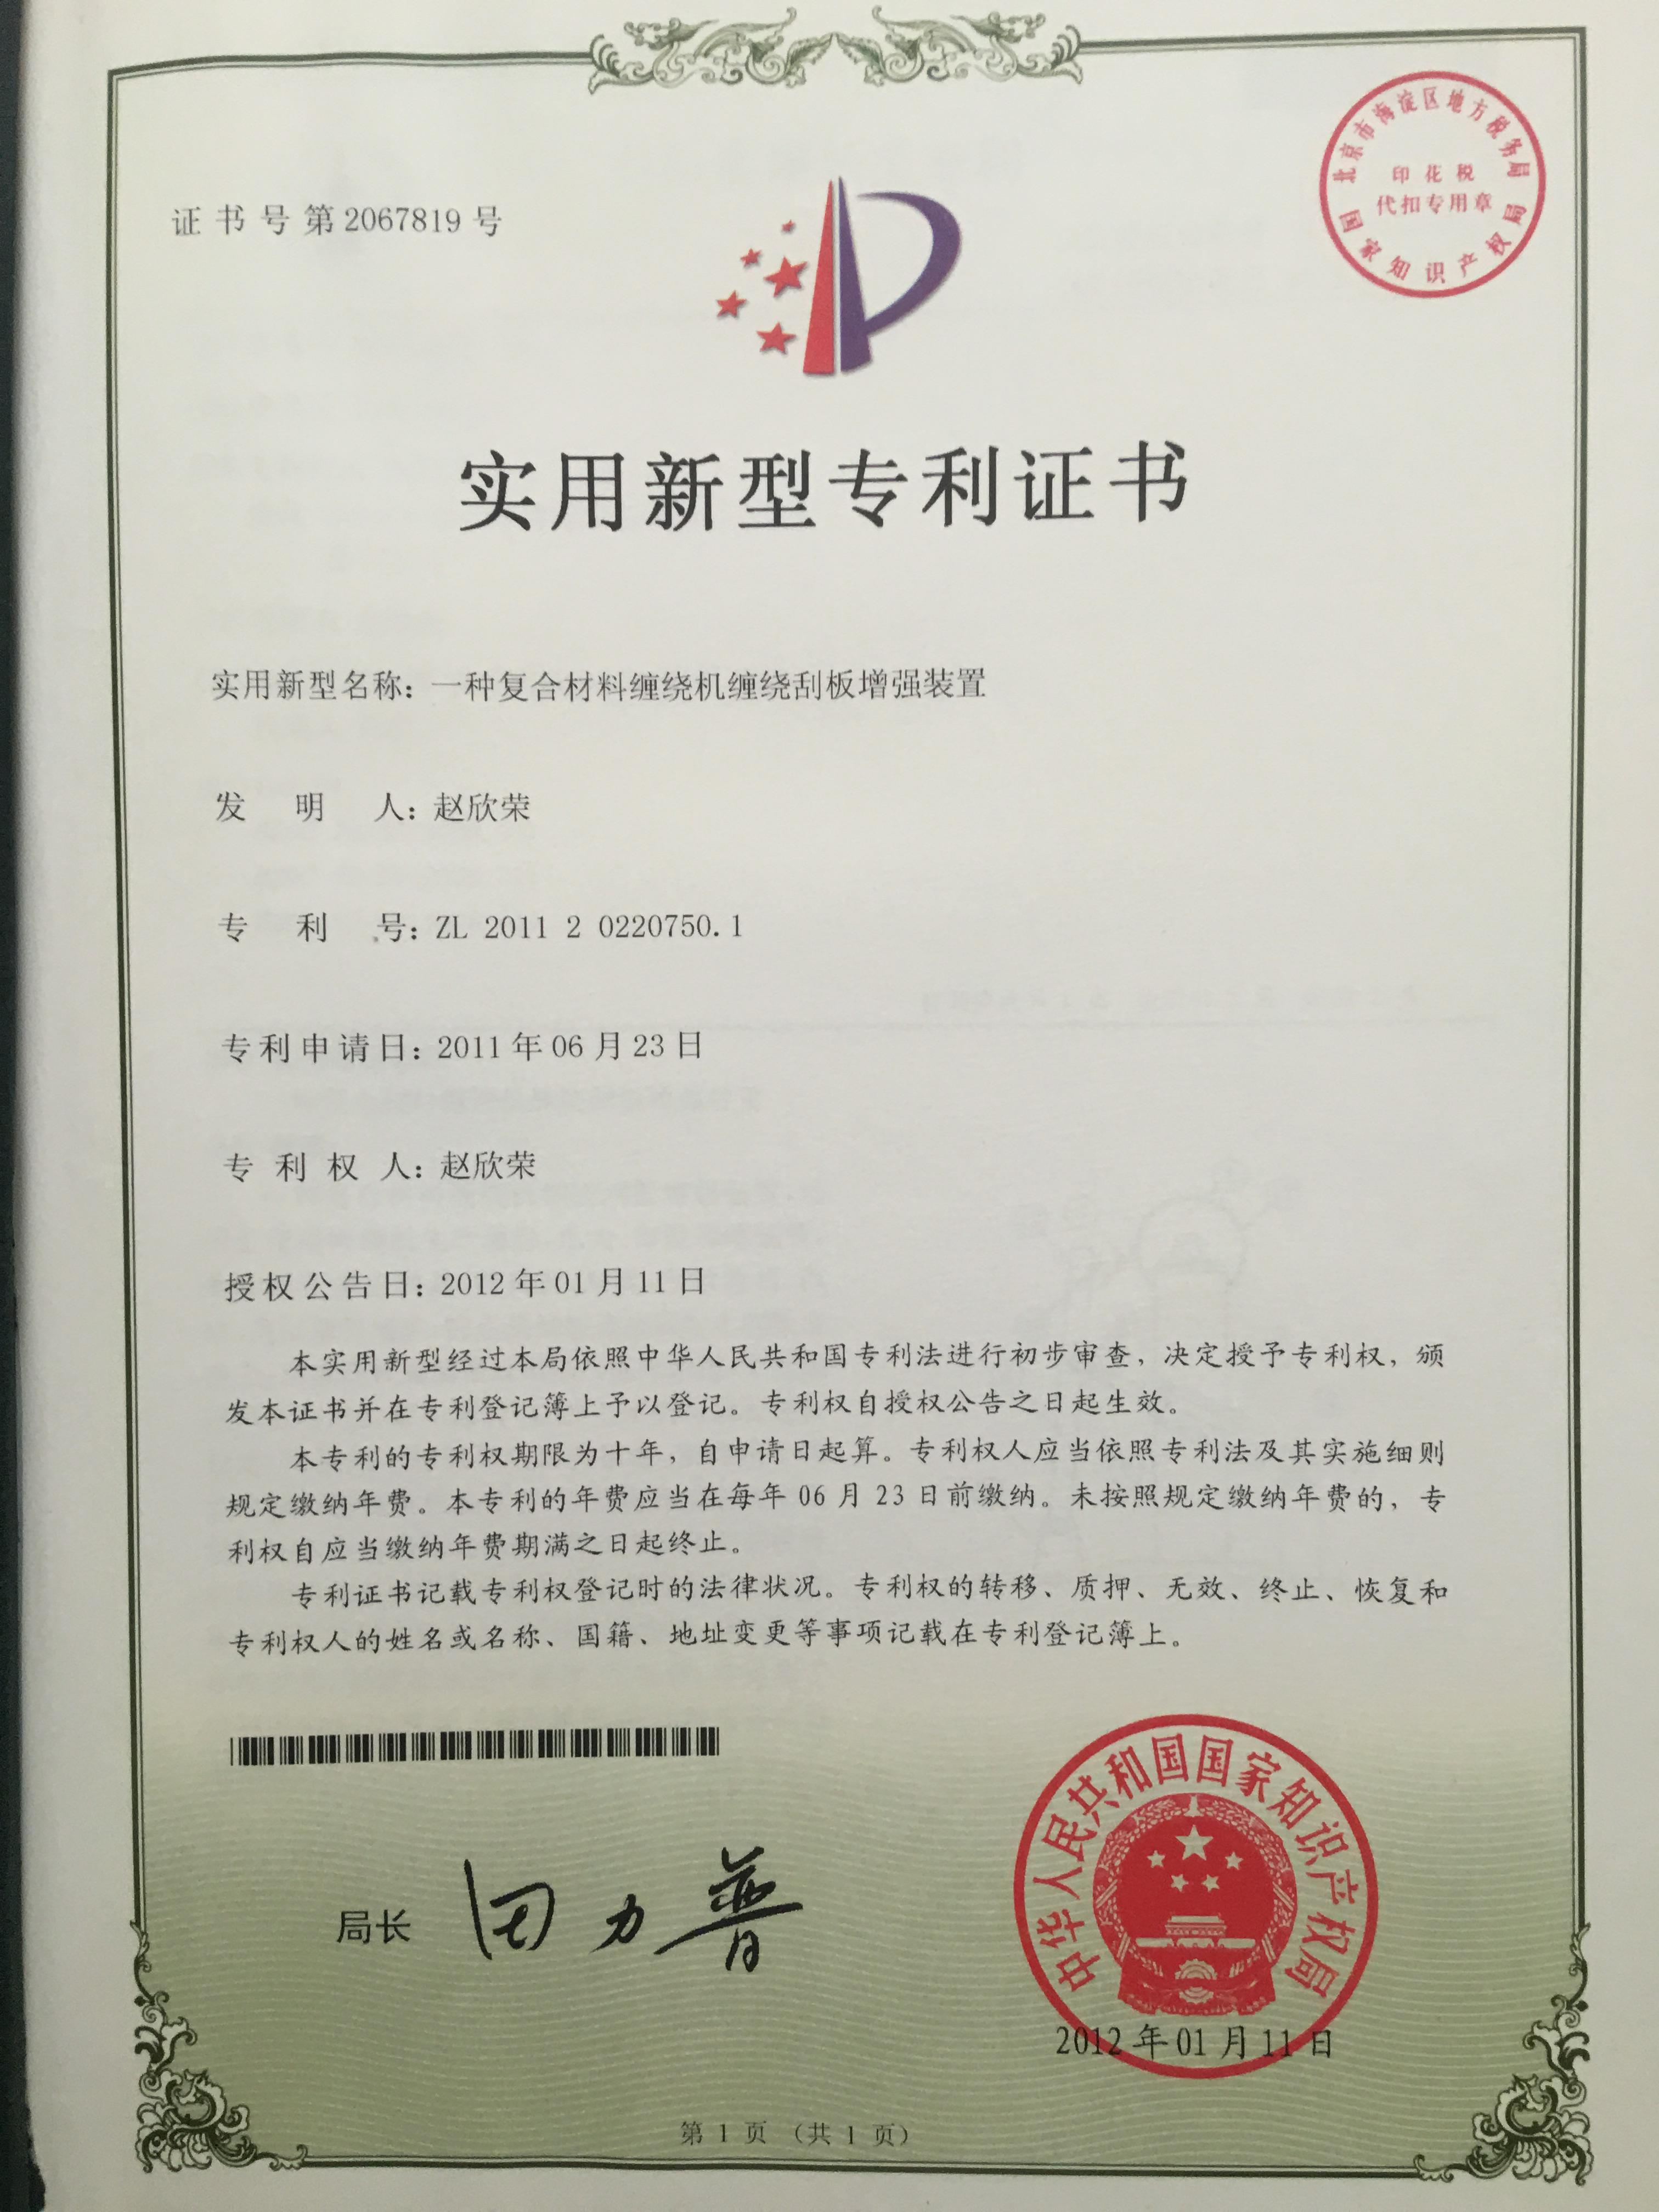 证书号第2067819号
北京市海淀区地方税务局
印花税
代扣专用章
国家知识产权局
实用新型专利证书
实用新型名称：一种复合材料缠绕机缠绕刮板增强装置
发明人：赵欣荣
专利号：ZL 2011 2 0220750.1
专利申请日：2011年06月23日
专利权人：赵欣荣
授权公告日：2012年01月11日
本实用新型经过本局依照中华人民共和国专利法进行初步审查，决定授予专利权，颁
发本证书并在专利登记簿上予以登记。专利权自授权公告之日起生效。
本专利的专利权期限为十年，自申请日起算。专利权人应当依照专利法及其实施细则
规定缴纳年费。本专利的年费应当在每年06月23日前缴纳。未按照规定缴纳年费的，专
利权自应当缴纳年费期满之日起终止。
专利证书记载专利权登记时的法律状况。专利权的转移、质押、无效、终止、恢复和
专利权人的姓名或名称、国籍、地址变更等事项记载在专利登记簿上。
局长 田力普
中华人民共和国国家知识产权局
2012年01月11日
第1页（共1页）